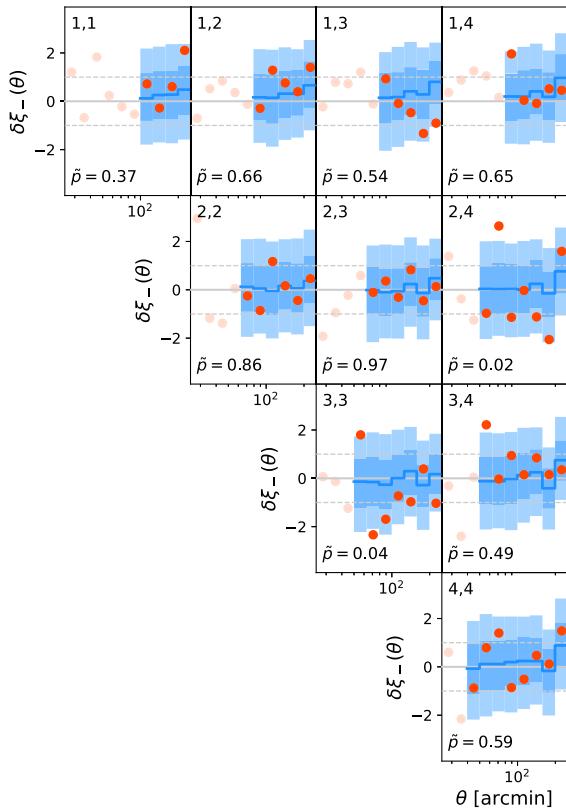 1,1 1,2 1,3 1,4
2
0
−2
δξ₋(θ)
p̃ = 0.37 p̃ = 0.66 p̃ = 0.54 p̃ = 0.65
10²
2,2 2,3 2,4
2
0
−2
δξ₋(θ)
p̃ = 0.86 p̃ = 0.97 p̃ = 0.02
10²
3,3 3,4
2
0
−2
δξ₋(θ)
p̃ = 0.04 p̃ = 0.49
10²
4,4
2
0
−2
δξ₋(θ)
p̃ = 0.59
10²
θ [arcmin]